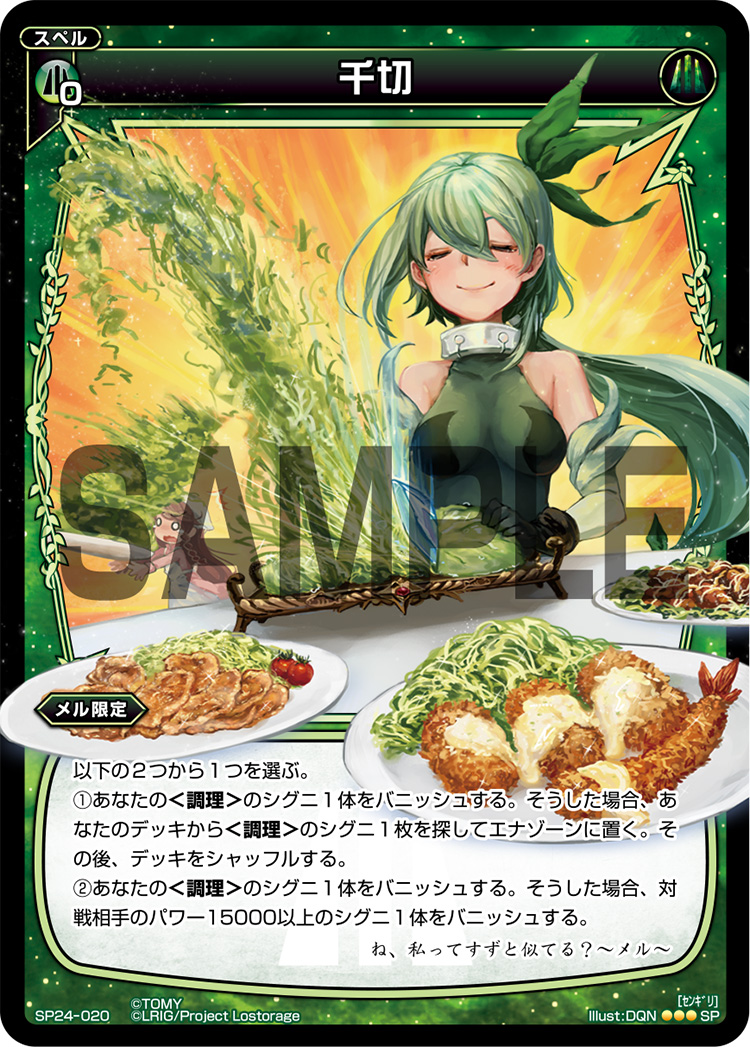 スペル
0
千切
SAMPLE
メル限定
以下の2つから1つを選ぶ。
①あなたの<調理>のシグニ1体をバニッシュする。そうした場合、あ
なたのデッキから<調理>のシグニ1枚を探してエナゾーンに置く。そ
の後、デッキをシャッフルする。
②あなたの<調理>のシグニ1体をバニッシュする。そうした場合、対
戦相手のパワー15000以上のシグニ1体をバニッシュする。
ね、私ってすずと似てる?~メル~
SP24-020
©TOMY
©LRIG/Project Lostorage
[センギリ]
Illust:DQN
SP